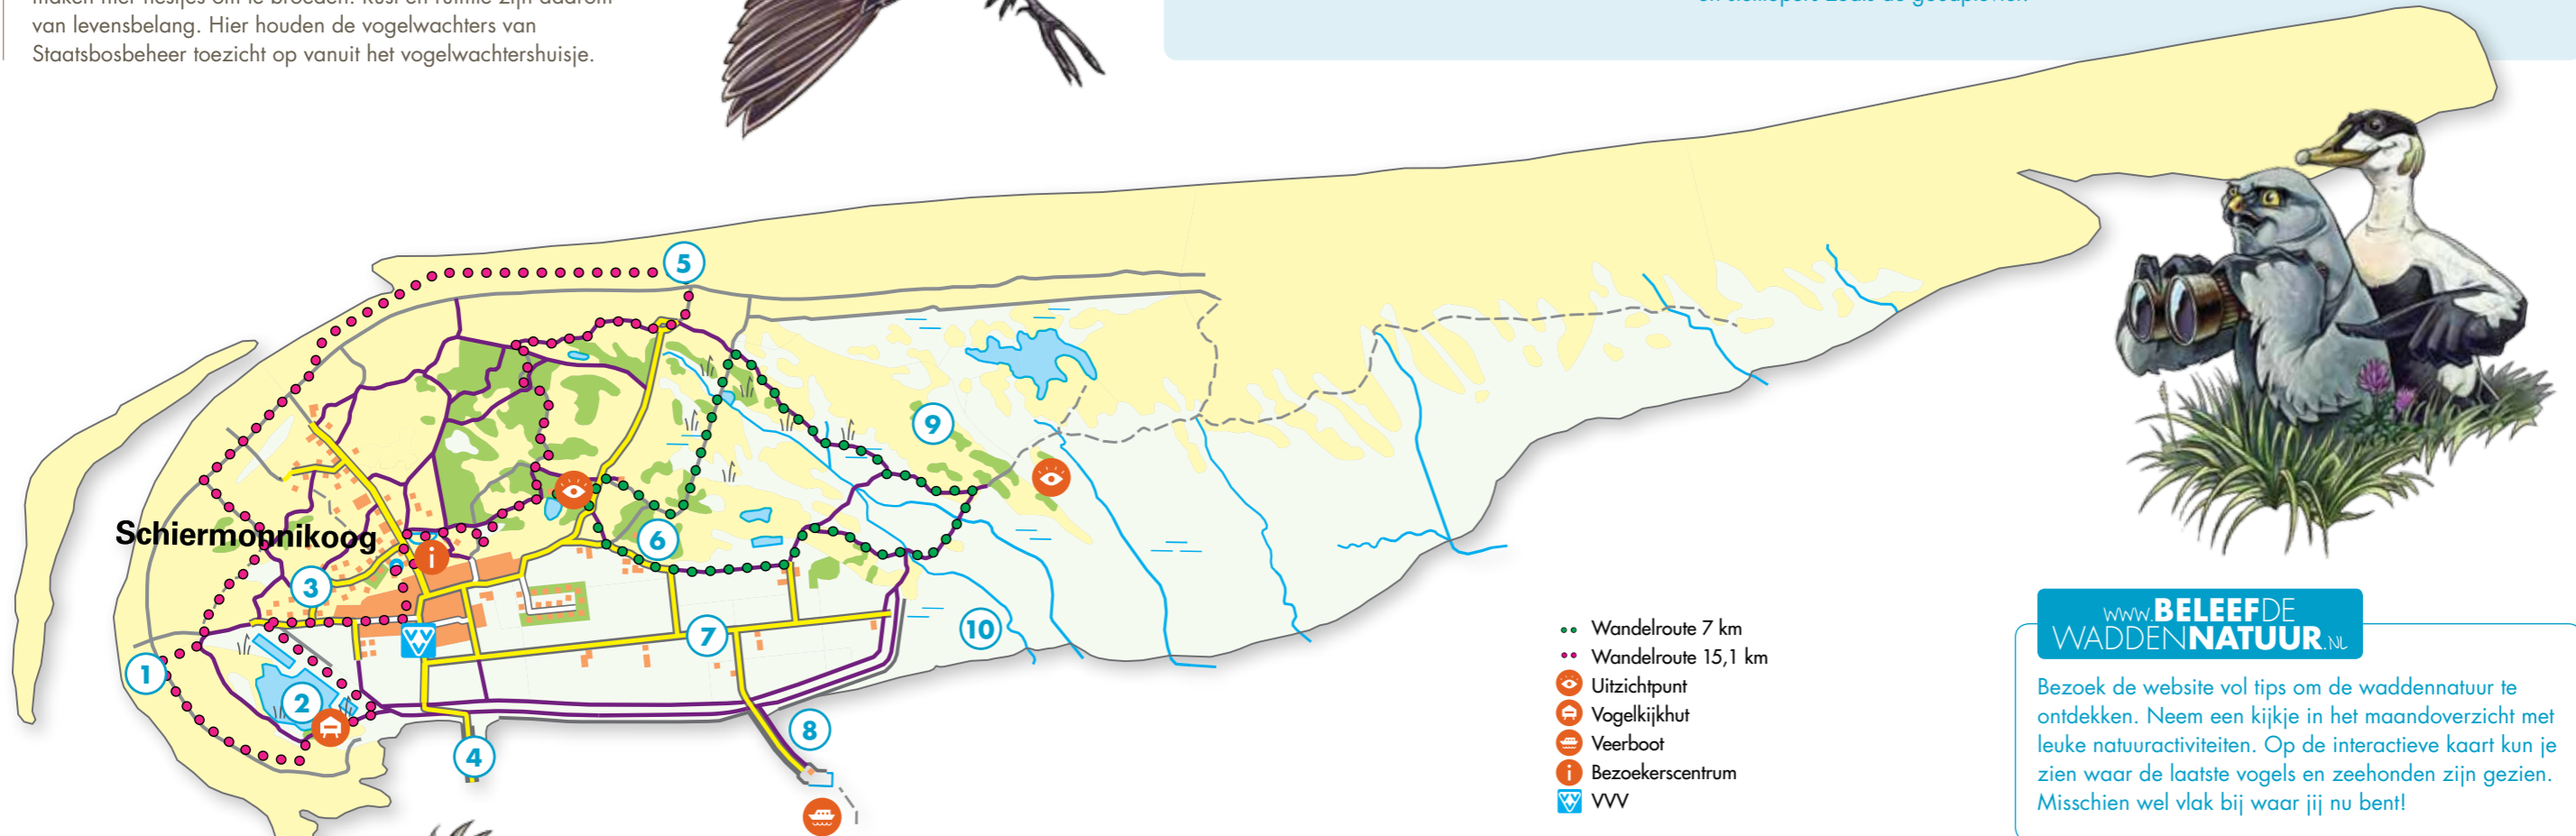 van levensbelang. Hier houden de vogelwachters van
Staatsbosbeheer toezicht op vanuit het vogelwachtershuisje.
5
9
Schiermonnikoog
6
3
10
7
1
2
8
4
Wandelroute 7 km
Wandelroute 15,1 km
Uitzichtpunt
Vogelkijkhut
Veerboot
i Bezoekerscentrum
VVV
www.BELEEFDE
WADDENNATUUR.NL
Bezoek de website vol tips om de waddennatuur te
ontdekken. Neem een kijkje in het maandoverzicht met
leuke natuuractiviteiten. Op de interactieve kaart kun je
zien waar de laatste vogels en zeehonden zijn gezien.
Misschien wel vlak bij waar jij nu bent!